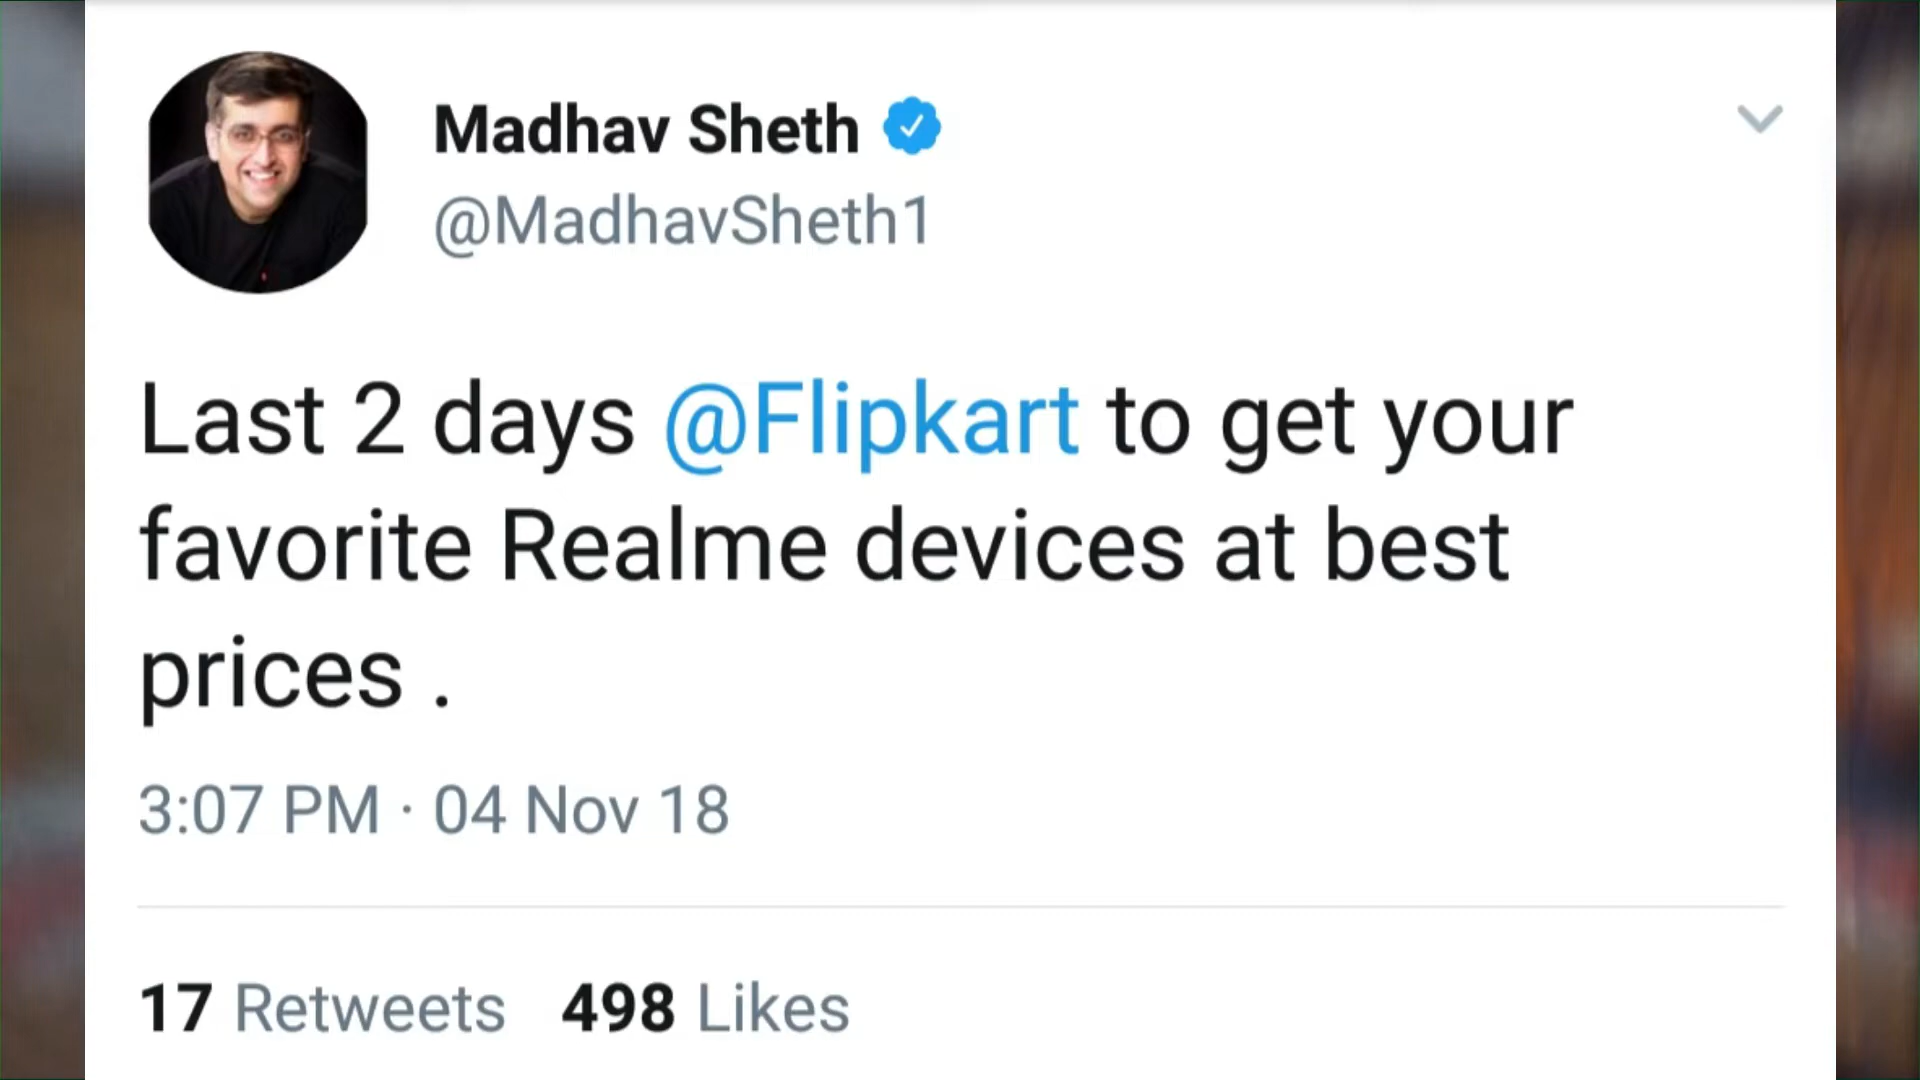 Madhav Sheth
@MadhavSheth1
Last 2 days @Flipkart to get your
favorite Realme devices at best
prices .
3:07 PM · 04 Nov 18
17 Retweets 498 Likes